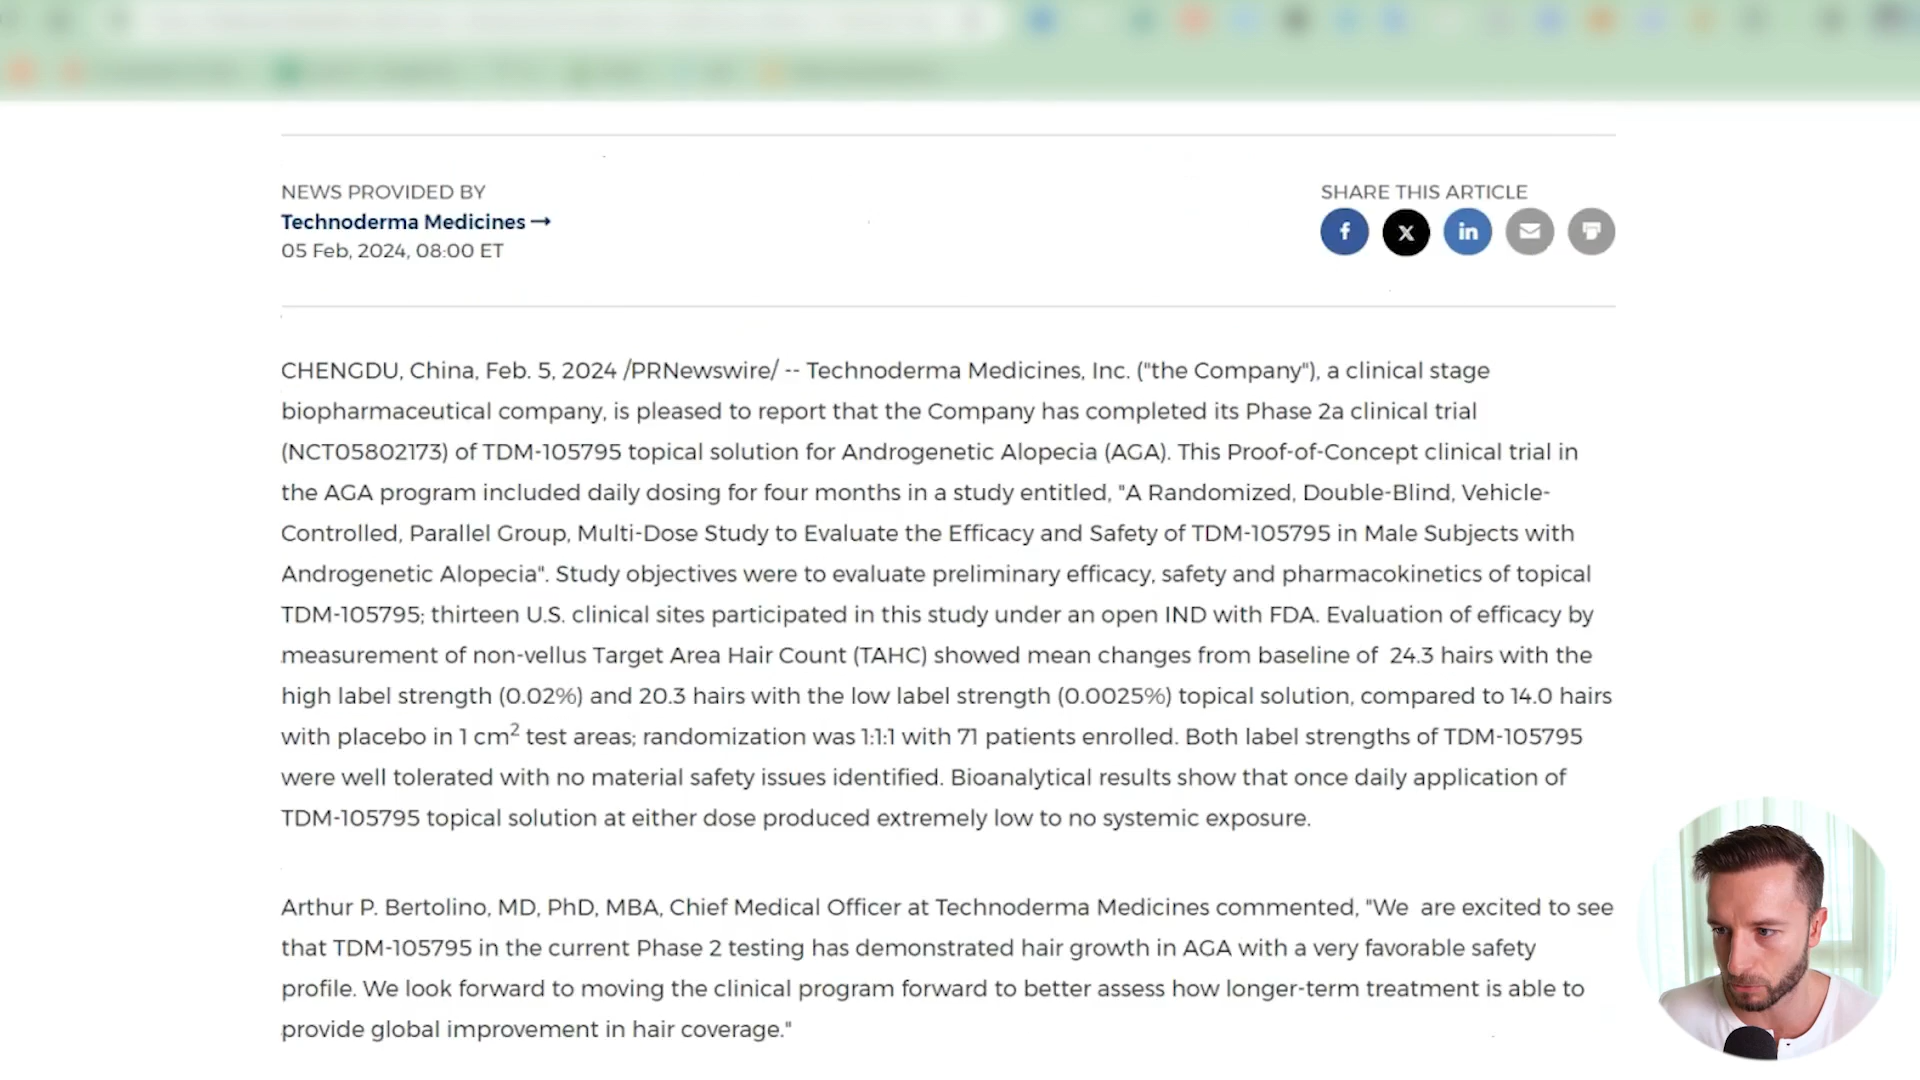 NEWS PROVIDED BY
Technoderma Medicines →
05 Feb, 2024, 08:00 ET
SHARE THIS ARTICLE
CHENGDU, China, Feb. 5, 2024 /PRNewswire/ -- Technoderma Medicines, Inc. ("the Company"), a clinical stage
biopharmaceutical company, is pleased to report that the Company has completed its Phase 2a clinical trial
(NCT05802173) of TDM-105795 topical solution for Androgenetic Alopecia (AGA). This Proof-of-Concept clinical trial in
the AGA program included daily dosing for four months in a study entitled, "A Randomized, Double-Blind, Vehicle-
Controlled, Parallel Group, Multi-Dose Study to Evaluate the Efficacy and Safety of TDM-105795 in Male Subjects with
Androgenetic Alopecia". Study objectives were to evaluate preliminary efficacy, safety and pharmacokinetics of topical
TDM-105795; thirteen U.S. clinical sites participated in this study under an open IND with FDA. Evaluation of efficacy by
measurement of non-vellus Target Area Hair Count (TAHC) showed mean changes from baseline of  24.3 hairs with the
high label strength (0.02%) and 20.3 hairs with the low label strength (0.0025%) topical solution, compared to 14.0 hairs
with placebo in 1 cm² test areas; randomization was 1:1:1 with 71 patients enrolled. Both label strengths of TDM-105795
were well tolerated with no material safety issues identified. Bioanalytical results show that once daily application of
TDM-105795 topical solution at either dose produced extremely low to no systemic exposure.
Arthur P. Bertolino, MD, PhD, MBA, Chief Medical Officer at Technoderma Medicines commented, "We  are excited to see
that TDM-105795 in the current Phase 2 testing has demonstrated hair growth in AGA with a very favorable safety
profile. We look forward to moving the clinical program forward to better assess how longer-term treatment is able to
provide global improvement in hair coverage."